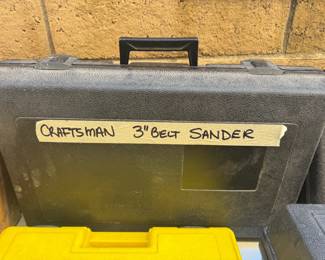 CRAFTSMAN 3" BELT SANDER